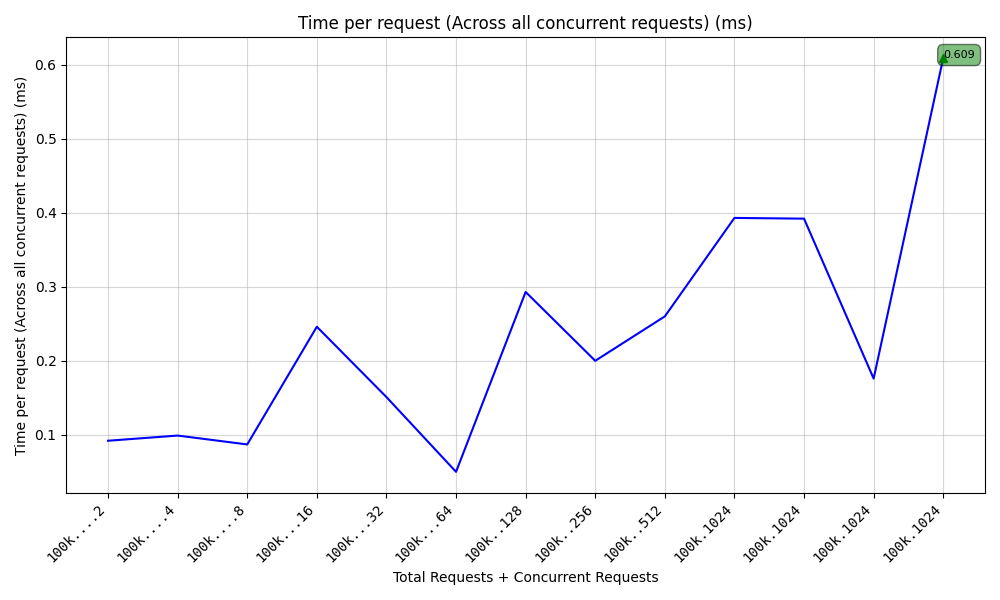 Time per request (Across all concurrent requests) (ms)
0.609
Time per request (Across all concurrent requests) (ms)
0.6
0.5
0.4
0.3
0.2
0.1
100k....2
100k....4
100k....8
100k...16
100k...32
100k...64
100k..128
100k..256
100k..512
100k.1024
100k.1024
100k.1024
100k.1024
Total Requests + Concurrent Requests